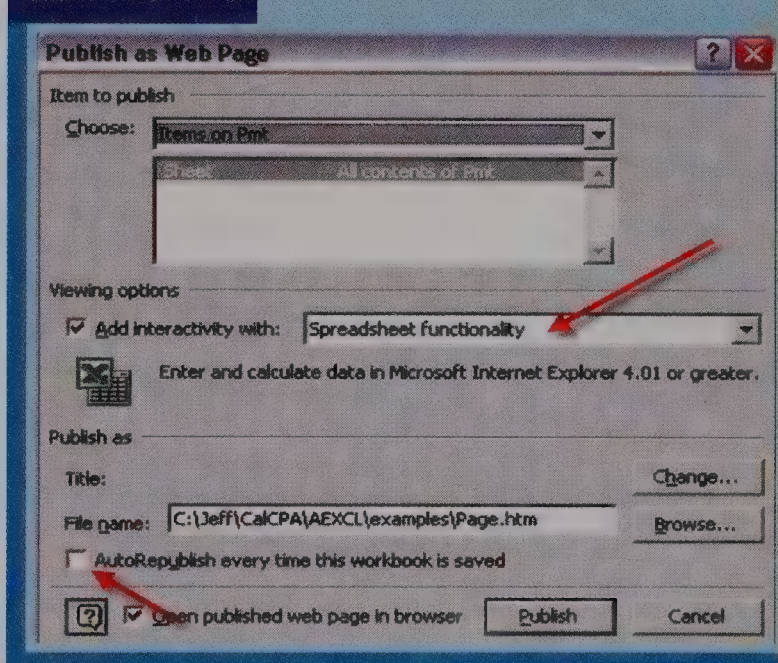 Publish as Web Page
Item to publish
Choose: Items on Pmt
Sheet All contents of Pmt
Viewing options
Add interactivity with: Spreadsheet functionality
Enter and calculate data in Microsoft Internet Explorer 4.01 or greater.
Publish as
Title: Change...
File name: C:\Jeff\CalCPA\AEXCL\examples\Page.htm Browse...
AutoRepublish every time this workbook is saved
Open published web page in browser Publish Cancel